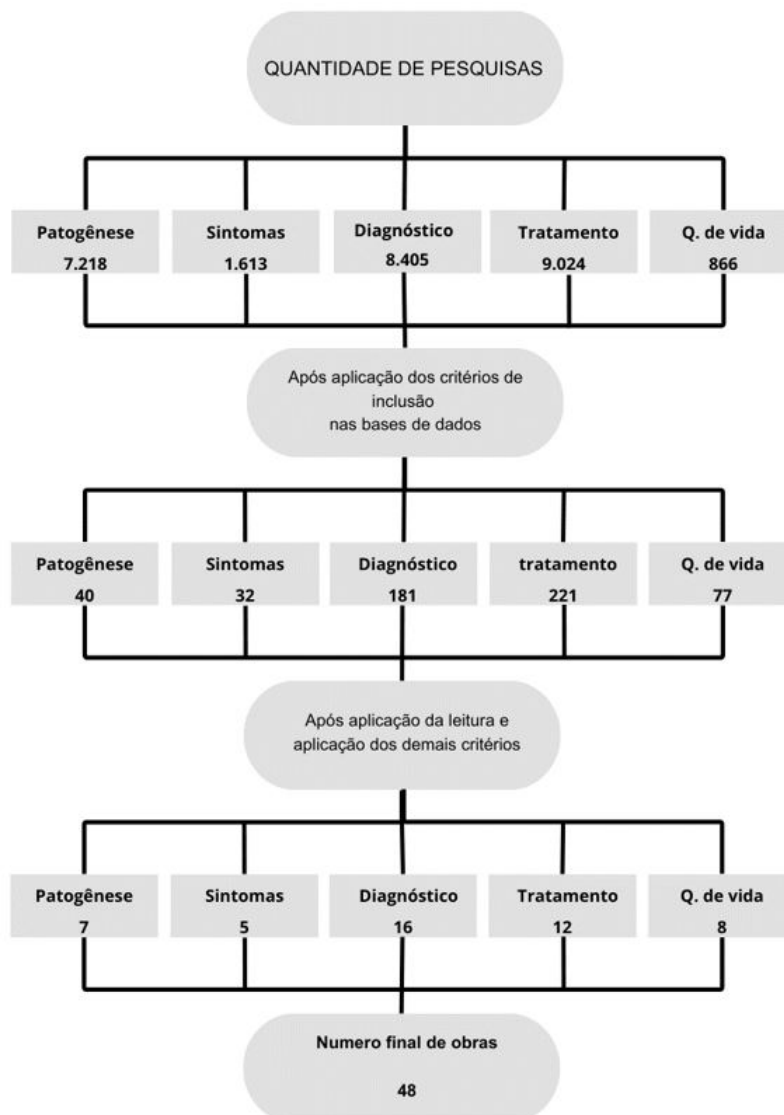 QUANTIDADE DE PESQUISAS
Patogênese
7.218
Sintomas
1.613
Diagnóstico
8.405
Tratamento
9.024
Q. de vida
866
Após aplicação dos critérios de
inclusão
nas bases de dados
Patogênese
40
Sintomas
32
Diagnóstico
181
tratamento
221
Q. de vida
77
Após aplicação da leitura e
aplicação dos demais critérios
Patogênese
7
Sintomas
5
Diagnóstico
16
Tratamento
12
Q. de vida
8
Numero final de obras
48